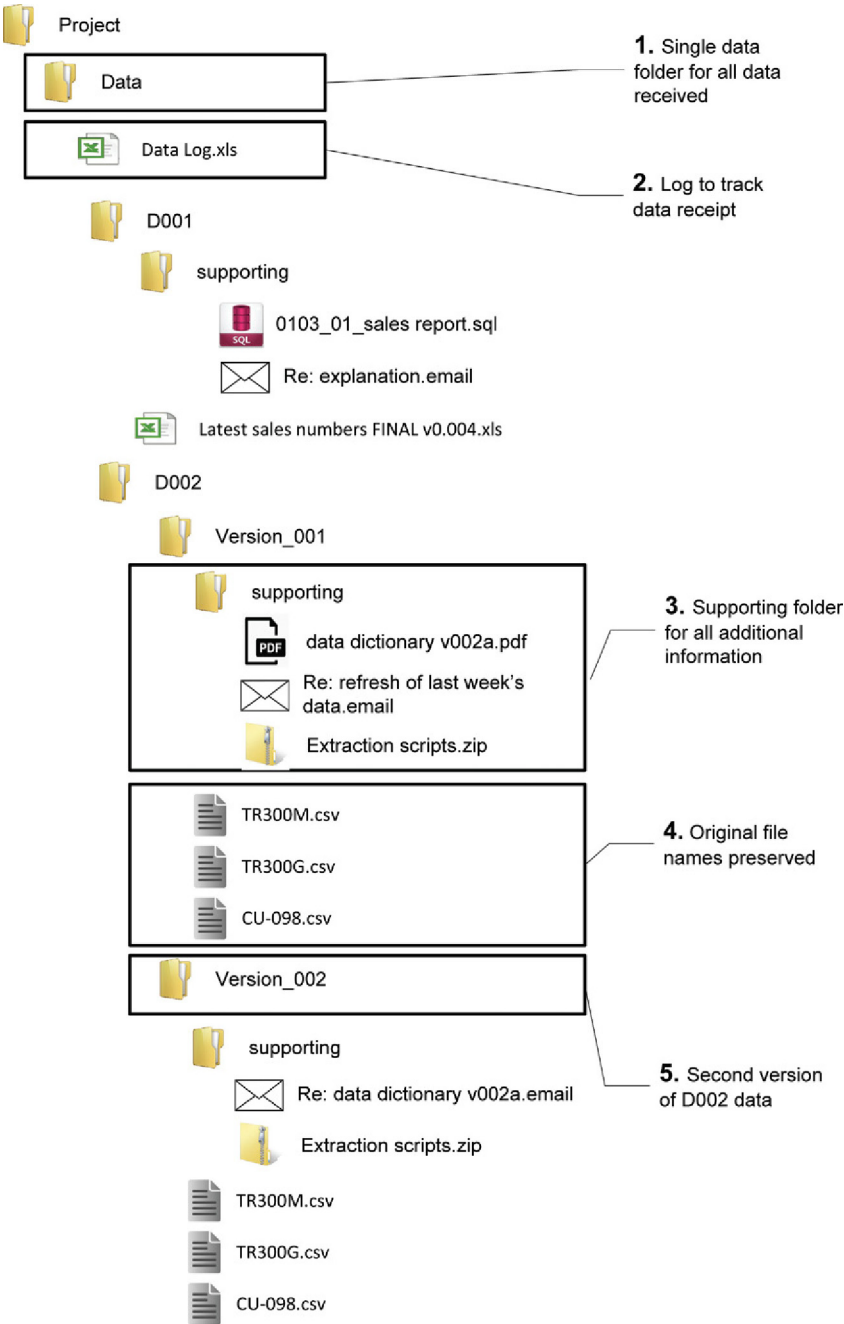 Project
1. Single data
folder for all data
received
Data
Data Log.xls
2. Log to track
data receipt
D001
supporting
SQL
0103_01_sales report.sql
Re: explanation.email
Latest sales numbers FINAL v0.004.xls
D002
Version_001
supporting
3. Supporting folder
for all additional
information
PDF
data dictionary v002a.pdf
Re: refresh of last week’s
data.email
Extraction scripts.zip
TR300M.csv
4. Original file
names preserved
TR300G.csv
CU-098.csv
Version_002
supporting
5. Second version
of D002 data
Re: data dictionary v002a.email
Extraction scripts.zip
TR300M.csv
TR300G.csv
CU-098.csv